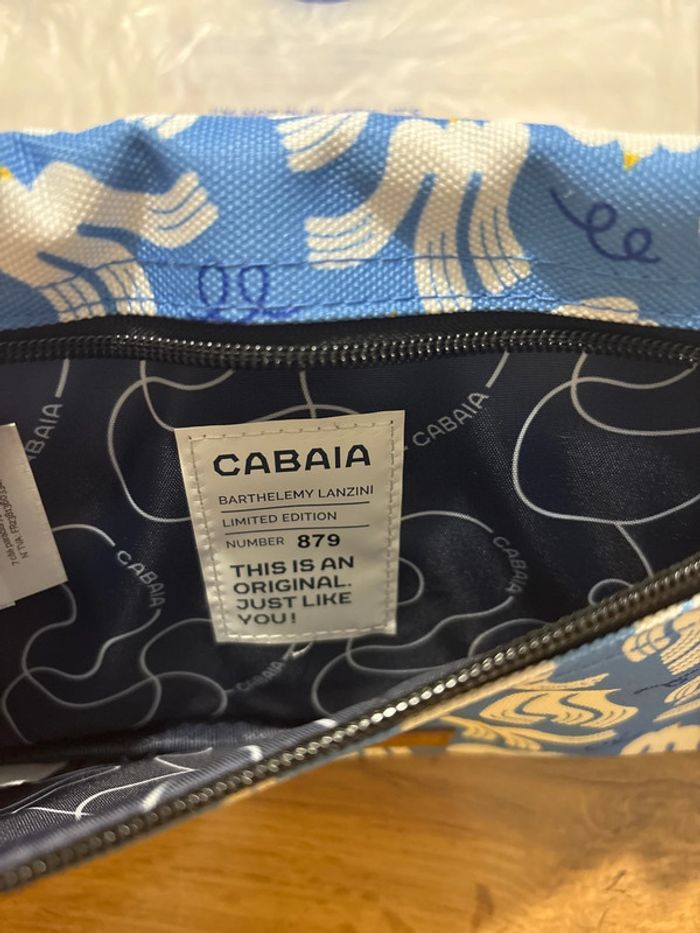 CABAIA
BARTHELEMY LANZINI
LIMITED EDITION
NUMBER 879
THIS IS AN
ORIGINAL.
JUST LIKE
YOU!
CABAIA
CABAIA
CABAIA
CABAIA
CABAIA